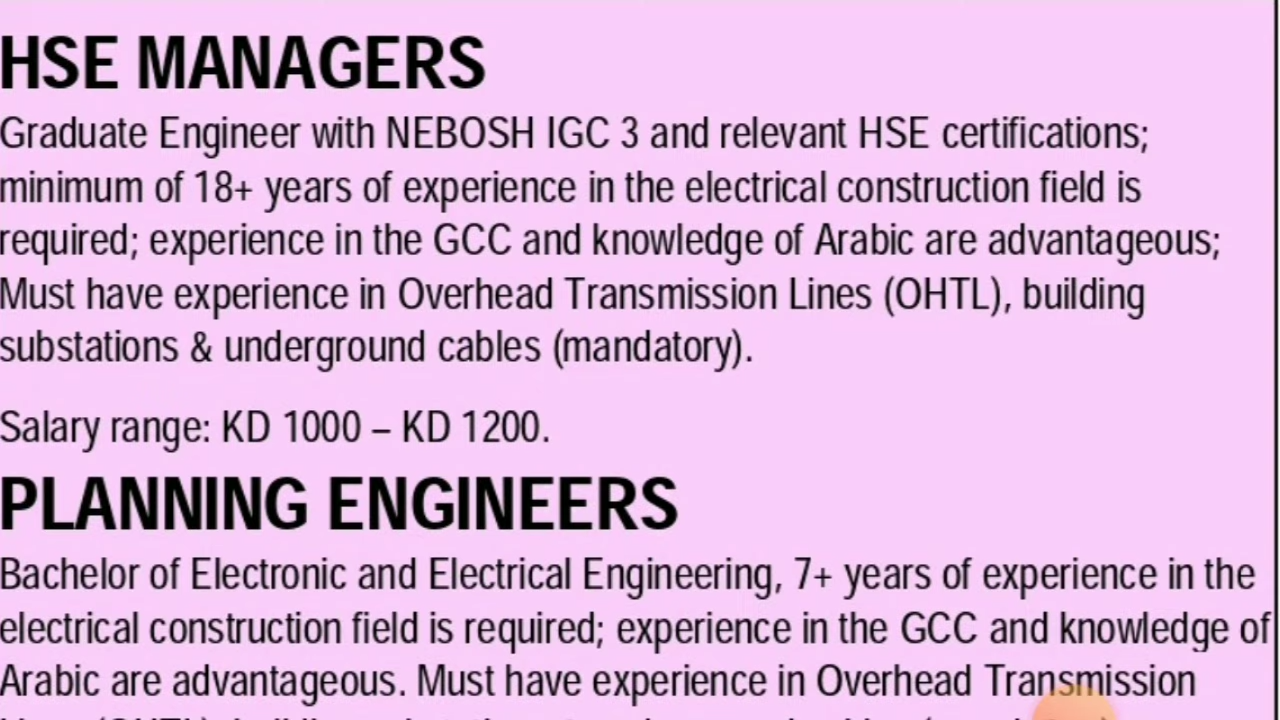 HSE MANAGERS
Graduate Engineer with NEBOSH IGC 3 and relevant HSE certifications;
minimum of 18+ years of experience in the electrical construction field is
required; experience in the GCC and knowledge of Arabic are advantageous;
Must have experience in Overhead Transmission Lines (OHTL), building
substations & underground cables (mandatory).
Salary range: KD 1000 – KD 1200.
PLANNING ENGINEERS
Bachelor of Electronic and Electrical Engineering, 7+ years of experience in the
electrical construction field is required; experience in the GCC and knowledge of
Arabic are advantageous. Must have experience in Overhead Transmission